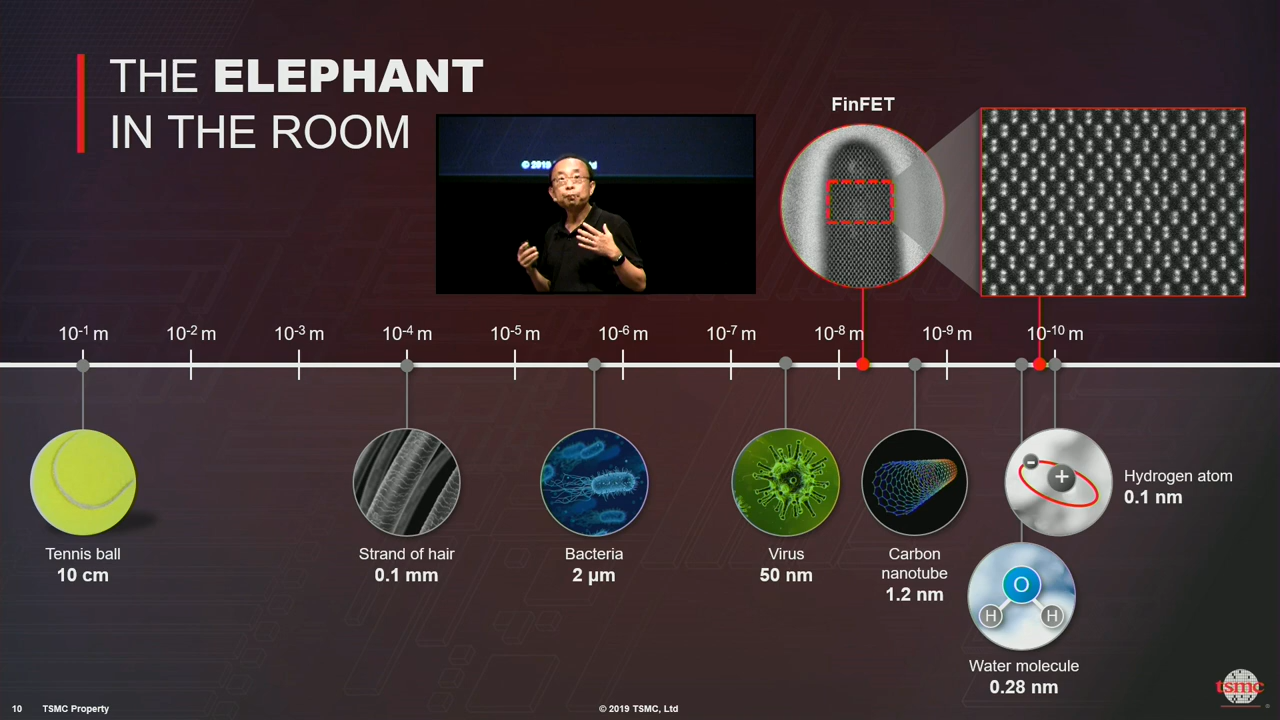 THE ELEPHANT
IN THE ROOM
FinFET
10-1 m
10-2 m
10-3 m
10-4 m
10-5 m
10-6 m
10-7 m
10-8 m
10-9 m
10-10 m
Tennis ball
10 cm
Strand of hair
0.1 mm
Bacteria
2 µm
Virus
50 nm
Carbon
nanotube
1.2 nm
- +
Hydrogen atom
0.1 nm
O
H H
Water molecule
0.28 nm
10 TSMC Property
© 2019 TSMC, Ltd
tsmc